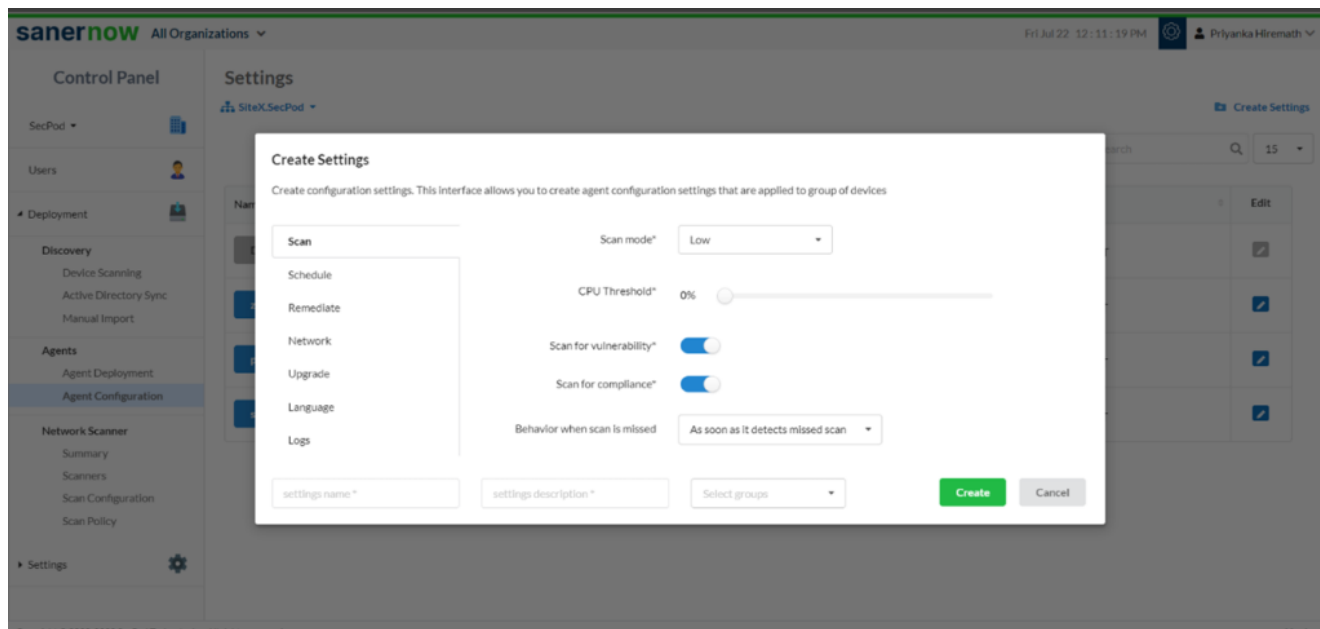 sanernow All Organizations Fri Jul 22 12 : 11 : 19 PM Priyanka Hiremath
Control Panel
SecPod
Users
Deployment
Discovery
Device Scanning
Active Directory Sync
Manual Import
Agents
Agent Deployment
Agent Configuration
Network Scanner
Summary
Scanners
Scan Configuration
Scan Policy
Settings
Settings
SiteX.SecPod
Create Settings
15
Edit
Create Settings
Create configuration settings. This interface allows you to create agent configuration settings that are applied to group of devices
Scan
Schedule
Remediate
Network
Upgrade
Language
Logs
Scan mode* Low
CPU Threshold* 0%
Scan for vulnerability*
Scan for compliance*
Behavior when scan is missed As soon as it detects missed scan
settings name * settings description * Select groups Create Cancel